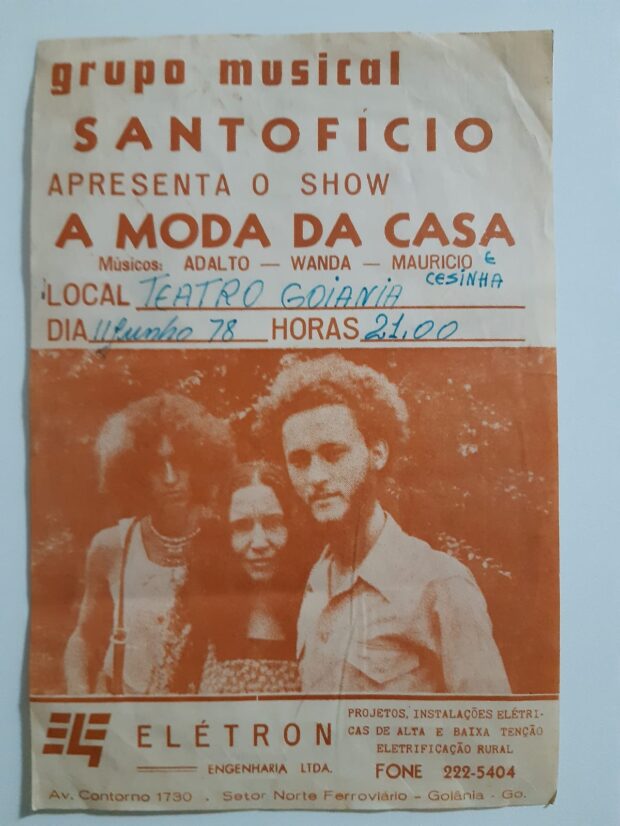 grupo musical
SANTOFÍCIO
APRESENTA O SHOW
A MODA DA CASA
Músicos: ADALTO — WANDA — MAURICIO E
CESINHA
LOCAL TEATRO GOIANIA
DIA 11 Junho 78 HORAS 21,00
ELÉTRON
ENGENHARIA LTDA.
PROJETOS, INSTALAÇÕES ELÉTRI-
CAS DE ALTA E BAIXA TENÇÃO
ELETRIFICAÇÃO RURAL
FONE 222-5404
Av. Contorno 1730 . Setor Norte Ferroviário - Goiânia - Go.